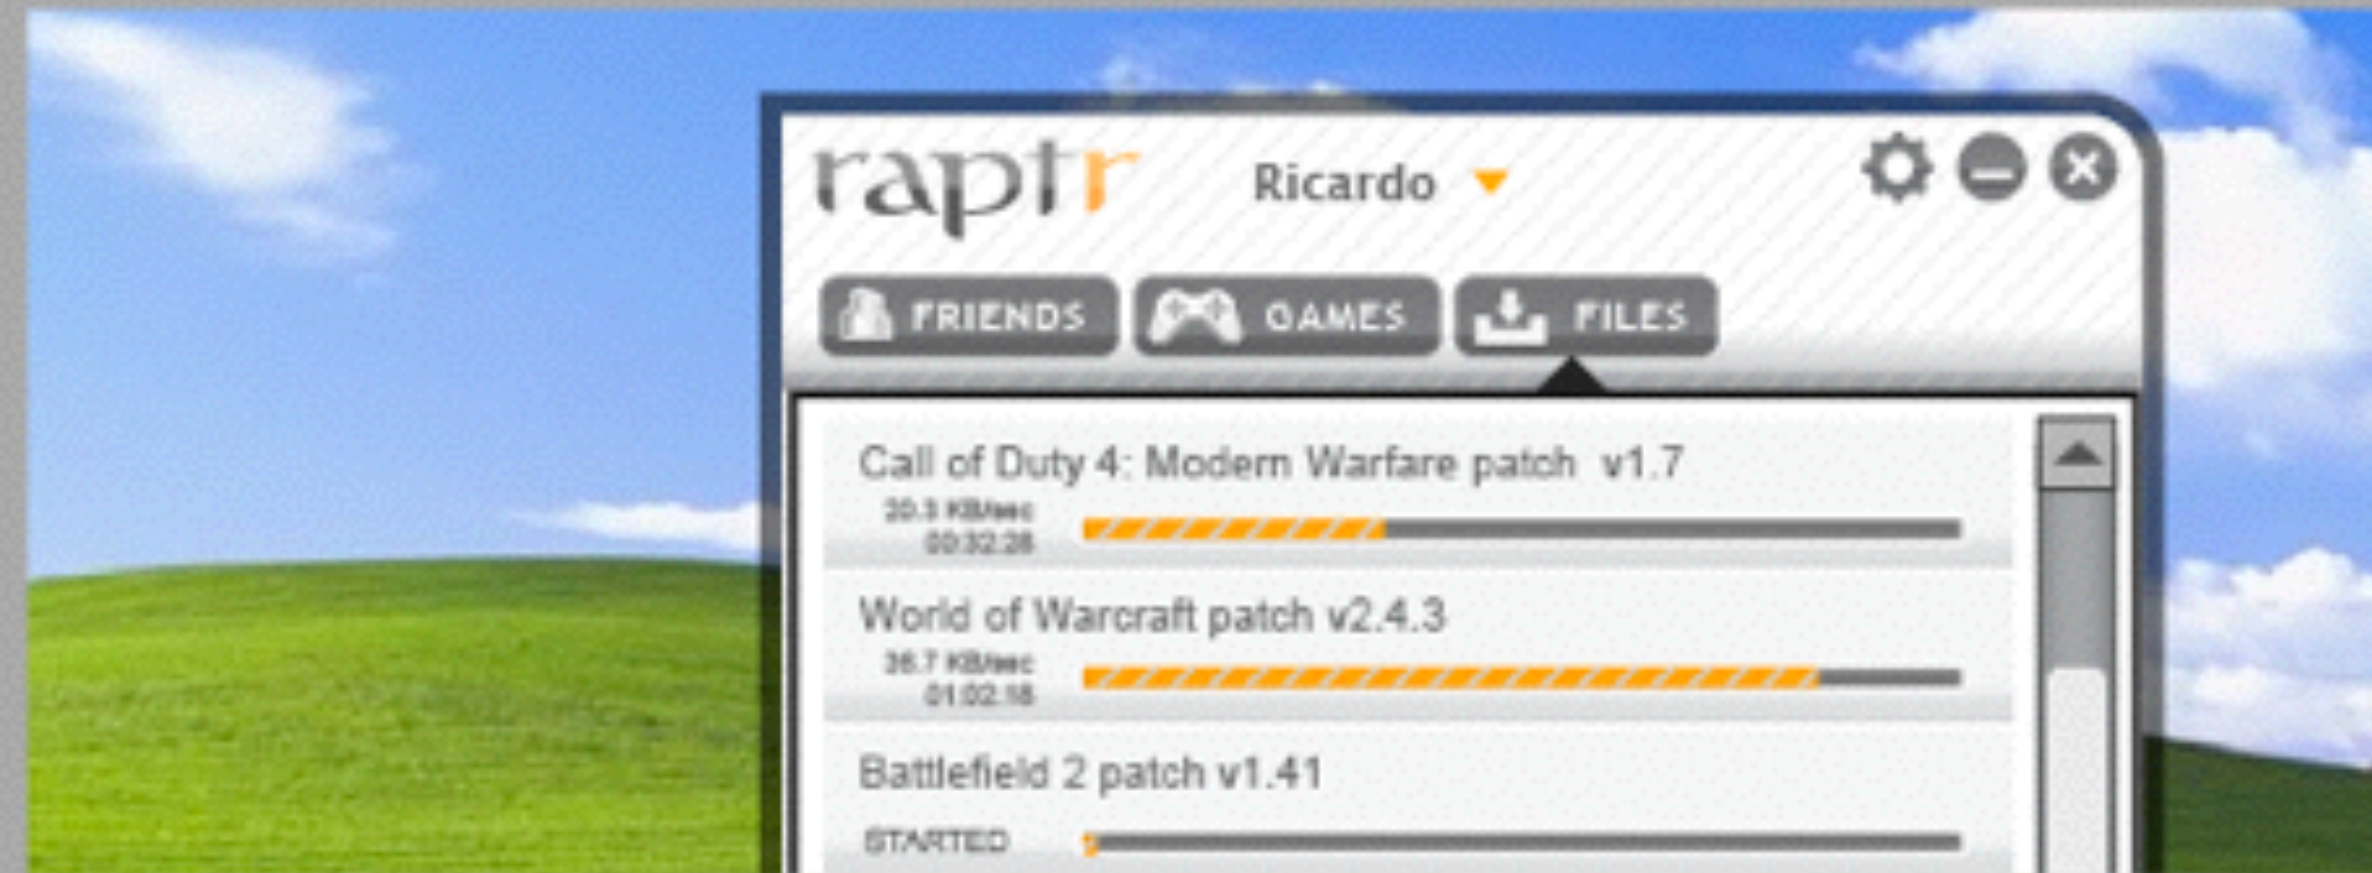 raptr
Ricardo
FRIENDS GAMES FILES
Call of Duty 4: Modern Warfare patch v1.7
20.3 KB/sec
00:32:28
World of Warcraft patch v2.4.3
36.7 KB/sec
01:02:18
Battlefield 2 patch v1.41
STARTED